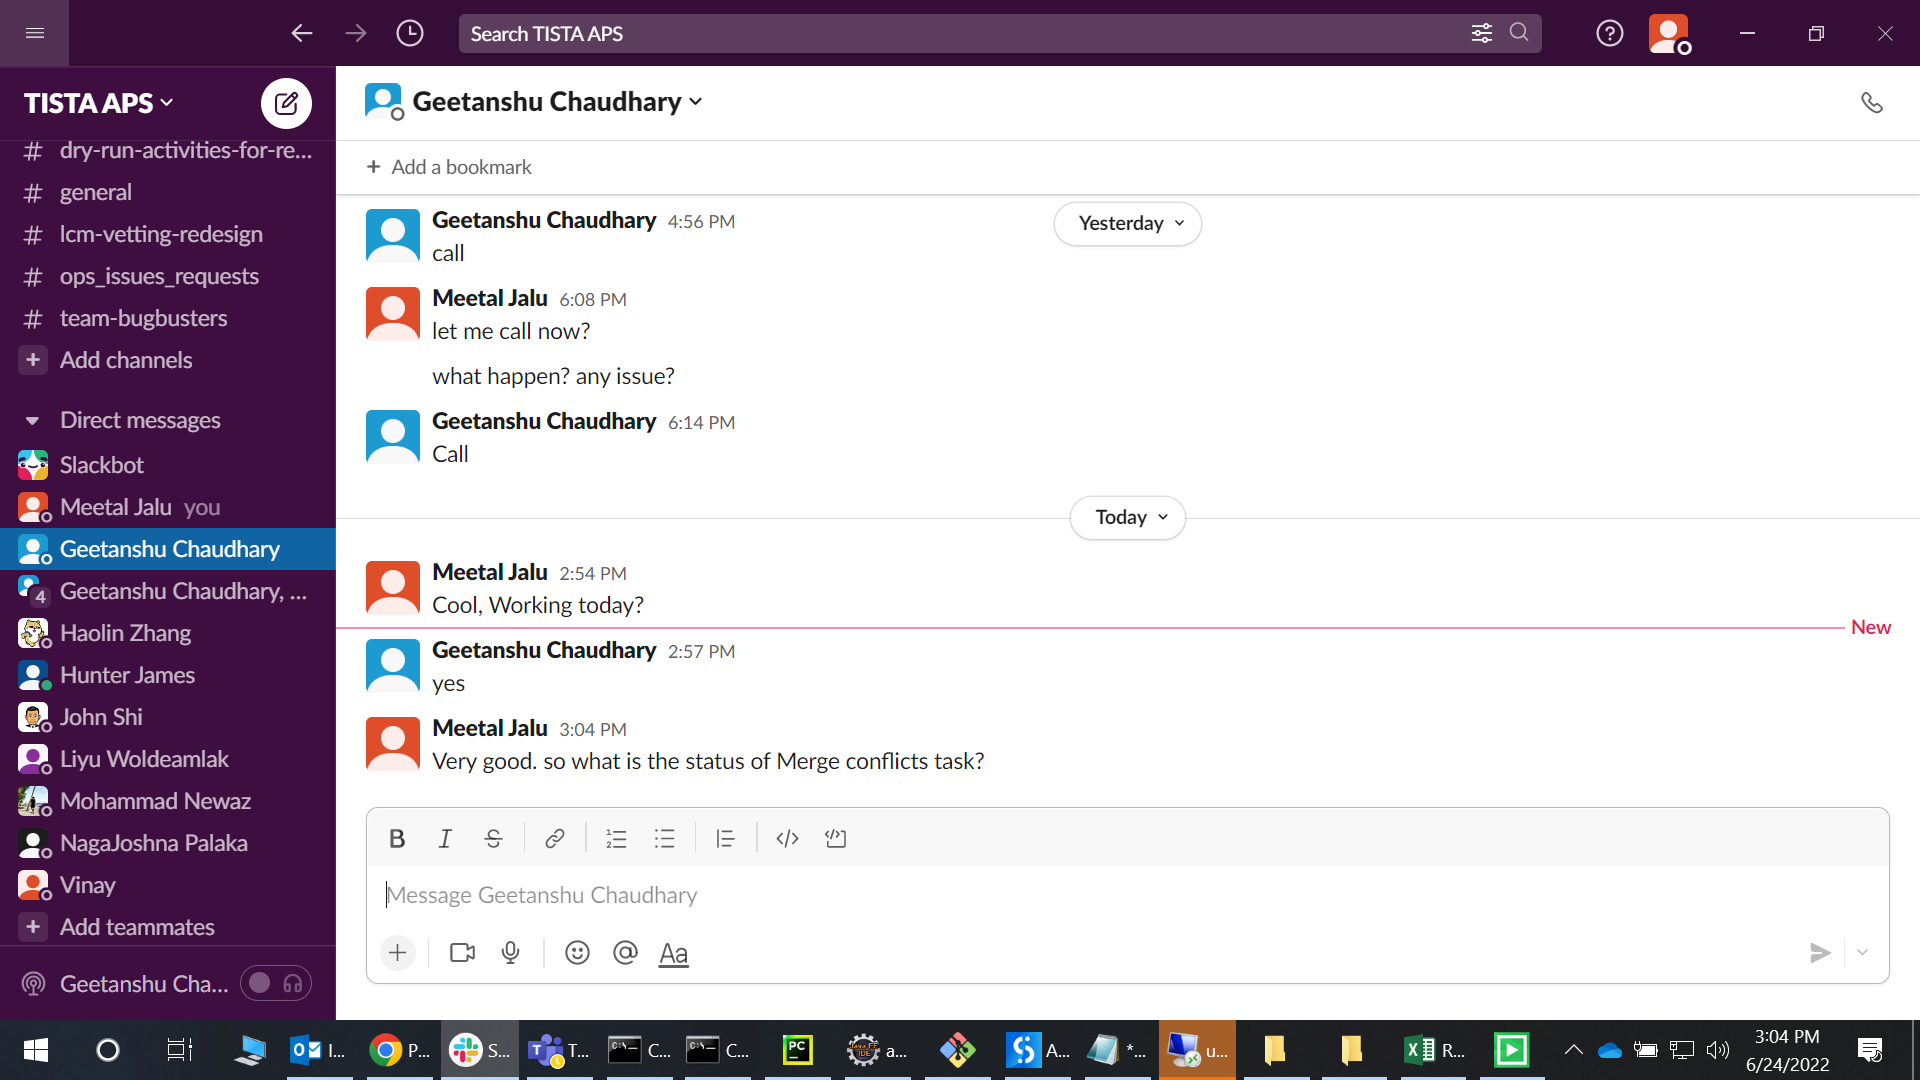 Search TISTA APS
TISTA APS
# dry-run-activities-for-re...
# general
# lcm-vetting-redesign
# ops_issues_requests
# team-bugbusters
+ Add channels
Direct messages
Slackbot
Meetal Jalu you
Geetanshu Chaudhary
4 Geetanshu Chaudhary, ...
Haolin Zhang
Hunter James
John Shi
Liyu Woldeamlak
Mohammad Newaz
NagaJoshna Palaka
Vinay
+ Add teammates
Geetanshu Cha...
Geetanshu Chaudhary
+ Add a bookmark
Yesterday
Geetanshu Chaudhary 4:56 PM
call
Meetal Jalu 6:08 PM
let me call now?
what happen? any issue?
Geetanshu Chaudhary 6:14 PM
Call
Today
Meetal Jalu 2:54 PM
Cool, Working today?
New
Geetanshu Chaudhary 2:57 PM
yes
Meetal Jalu 3:04 PM
Very good. so what is the status of Merge conflicts task?
B I S
Message Geetanshu Chaudhary
+ @ Aa
I... P... S... T... C... C... PC a... A... *... u... R...
3:04 PM
6/24/2022